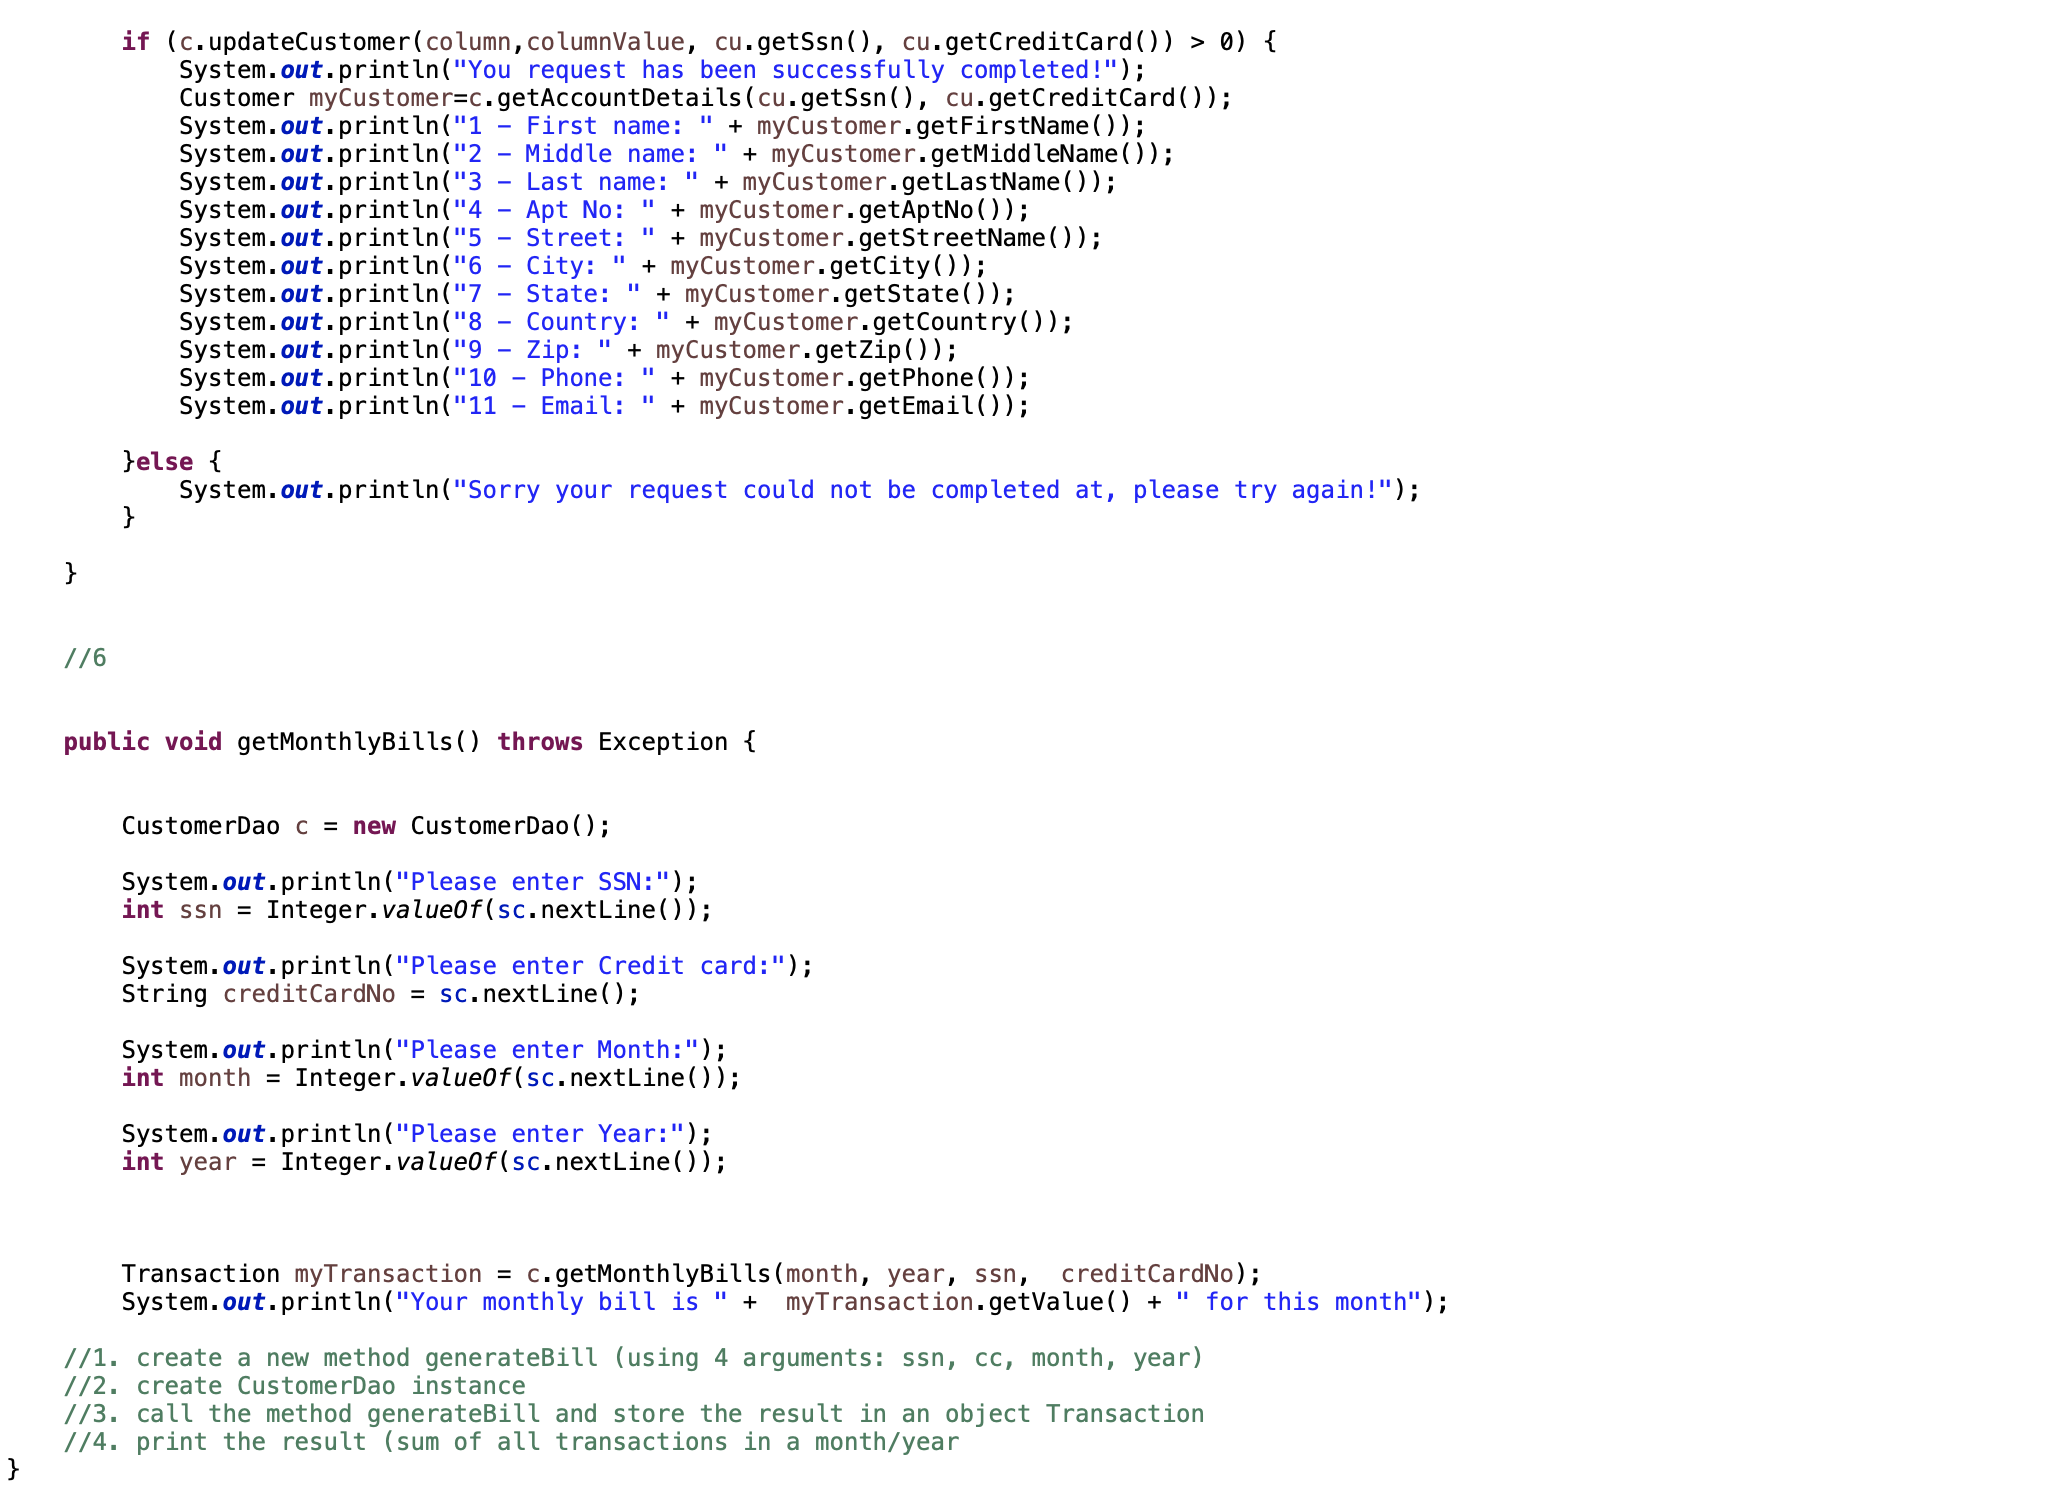 if (c.updateCustomer(column,columnValue, cu.getSsn(), cu.getCreditCard()) > 0) {
System.out.println("You request has been successfully completed!");
Customer myCustomer=c.getAccountDetails(cu.getSsn(), cu.getCreditCard());
System.out.println("1 – First name: " + myCustomer.getFirstName());
System.out.println("2 – Middle name: " + myCustomer.getMiddleName());
System.out.println("3 – Last name: " + myCustomer.getLastName());
System.out.println("4 – Apt No: " + myCustomer.getAptNo());
System.out.println("5 – Street: " + myCustomer.getStreetName());
System.out.println("6 – City: " + myCustomer.getCity());
System.out.println("7 – State: " + myCustomer.getState());
System.out.println("8 – Country: " + myCustomer.getCountry());
System.out.println("9 – Zip: " + myCustomer.getZip());
System.out.println("10 – Phone: " + myCustomer.getPhone());
System.out.println("11 – Email: " + myCustomer.getEmail());
}else {
System.out.println("Sorry your request could not be completed at, please try again!");
}
}
//6
public void getMonthlyBills() throws Exception {
CustomerDao c = new CustomerDao();
System.out.println("Please enter SSN:");
int ssn = Integer.valueOf(sc.nextLine());
System.out.println("Please enter Credit card:");
String creditCardNo = sc.nextLine();
System.out.println("Please enter Month:");
int month = Integer.valueOf(sc.nextLine());
System.out.println("Please enter Year:");
int year = Integer.valueOf(sc.nextLine());
Transaction myTransaction = c.getMonthlyBills(month, year, ssn,  creditCardNo);
System.out.println("Your monthly bill is " +  myTransaction.getValue() + " for this month");
//1. create a new method generateBill (using 4 arguments: ssn, cc, month, year)
//2. create CustomerDao instance
//3. call the method generateBill and store the result in an object Transaction
//4. print the result (sum of all transactions in a month/year
}